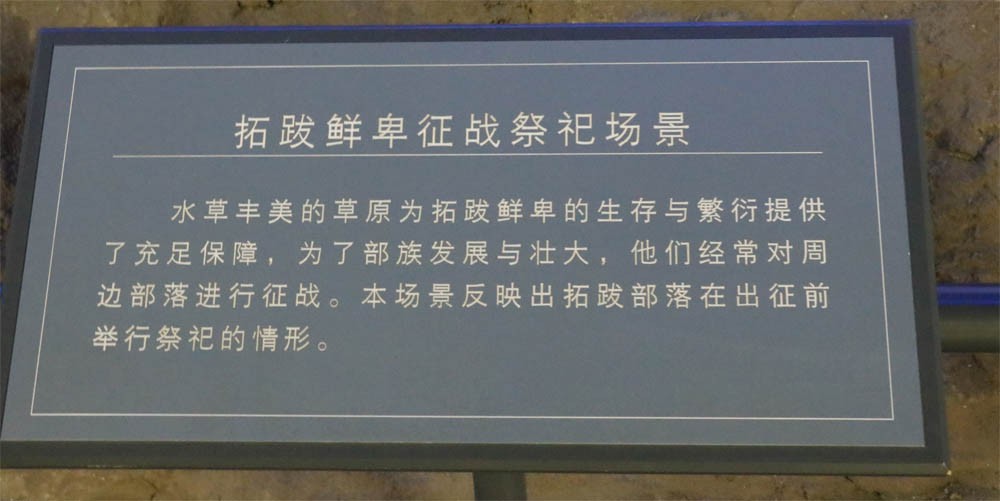 拓跋鲜卑征战祭祀场景
水草丰美的草原为拓跋鲜卑的生存与繁衍提供
了充足保障，为了部族发展与壮大，他们经常对周
边部落进行征战。本场景反映出拓跋部落在出征前
举行祭祀的情形。